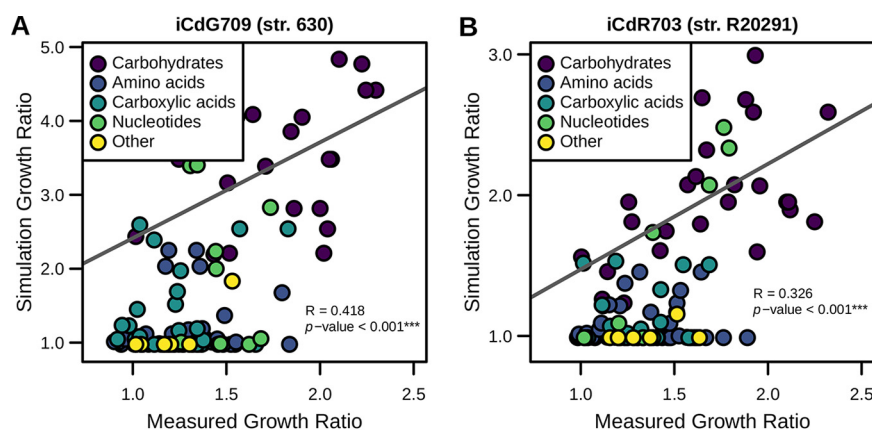 A
iCdG709 (str. 630)
5.0
4.0
3.0
2.0
1.0
Simulation Growth Ratio
Carbohydrates
Amino acids
Carboxylic acids
Nucleotides
Other
R = 0.418
p−value < 0.001***
1.0 1.5 2.0 2.5
Measured Growth Ratio
B
iCdR703 (str. R20291)
3.0
2.0
1.0
Simulation Growth Ratio
Carbohydrates
Amino acids
Carboxylic acids
Nucleotides
Other
R = 0.326
p−value < 0.001***
1.0 1.5 2.0 2.5
Measured Growth Ratio